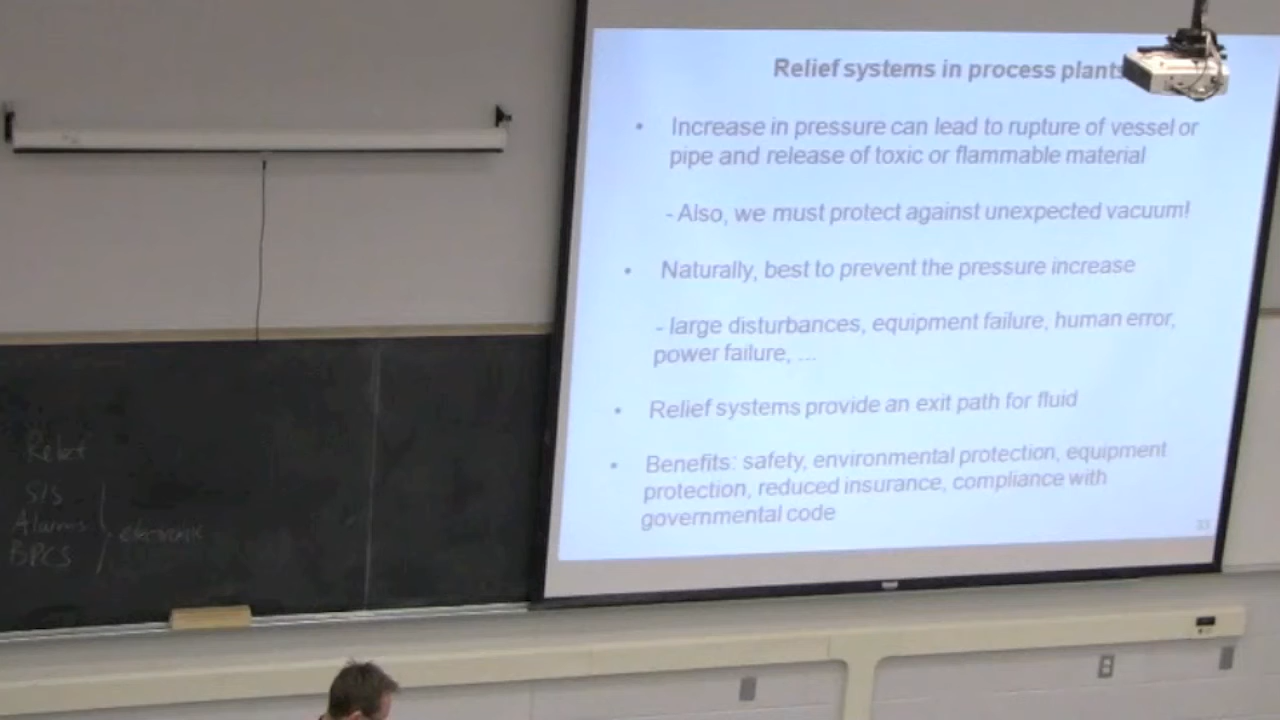 Relief systems in process plants
• Increase in pressure can lead to rupture of vessel or
pipe and release of toxic or flammable material
- Also, we must protect against unexpected vacuum!
• Naturally, best to prevent the pressure increase
- large disturbances, equipment failure, human error,
power failure, ...
• Relief systems provide an exit path for fluid
• Benefits: safety, environmental protection, equipment
protection, reduced insurance, compliance with
governmental code
33
Relief
SIS
Alarms
electronic
BPCS